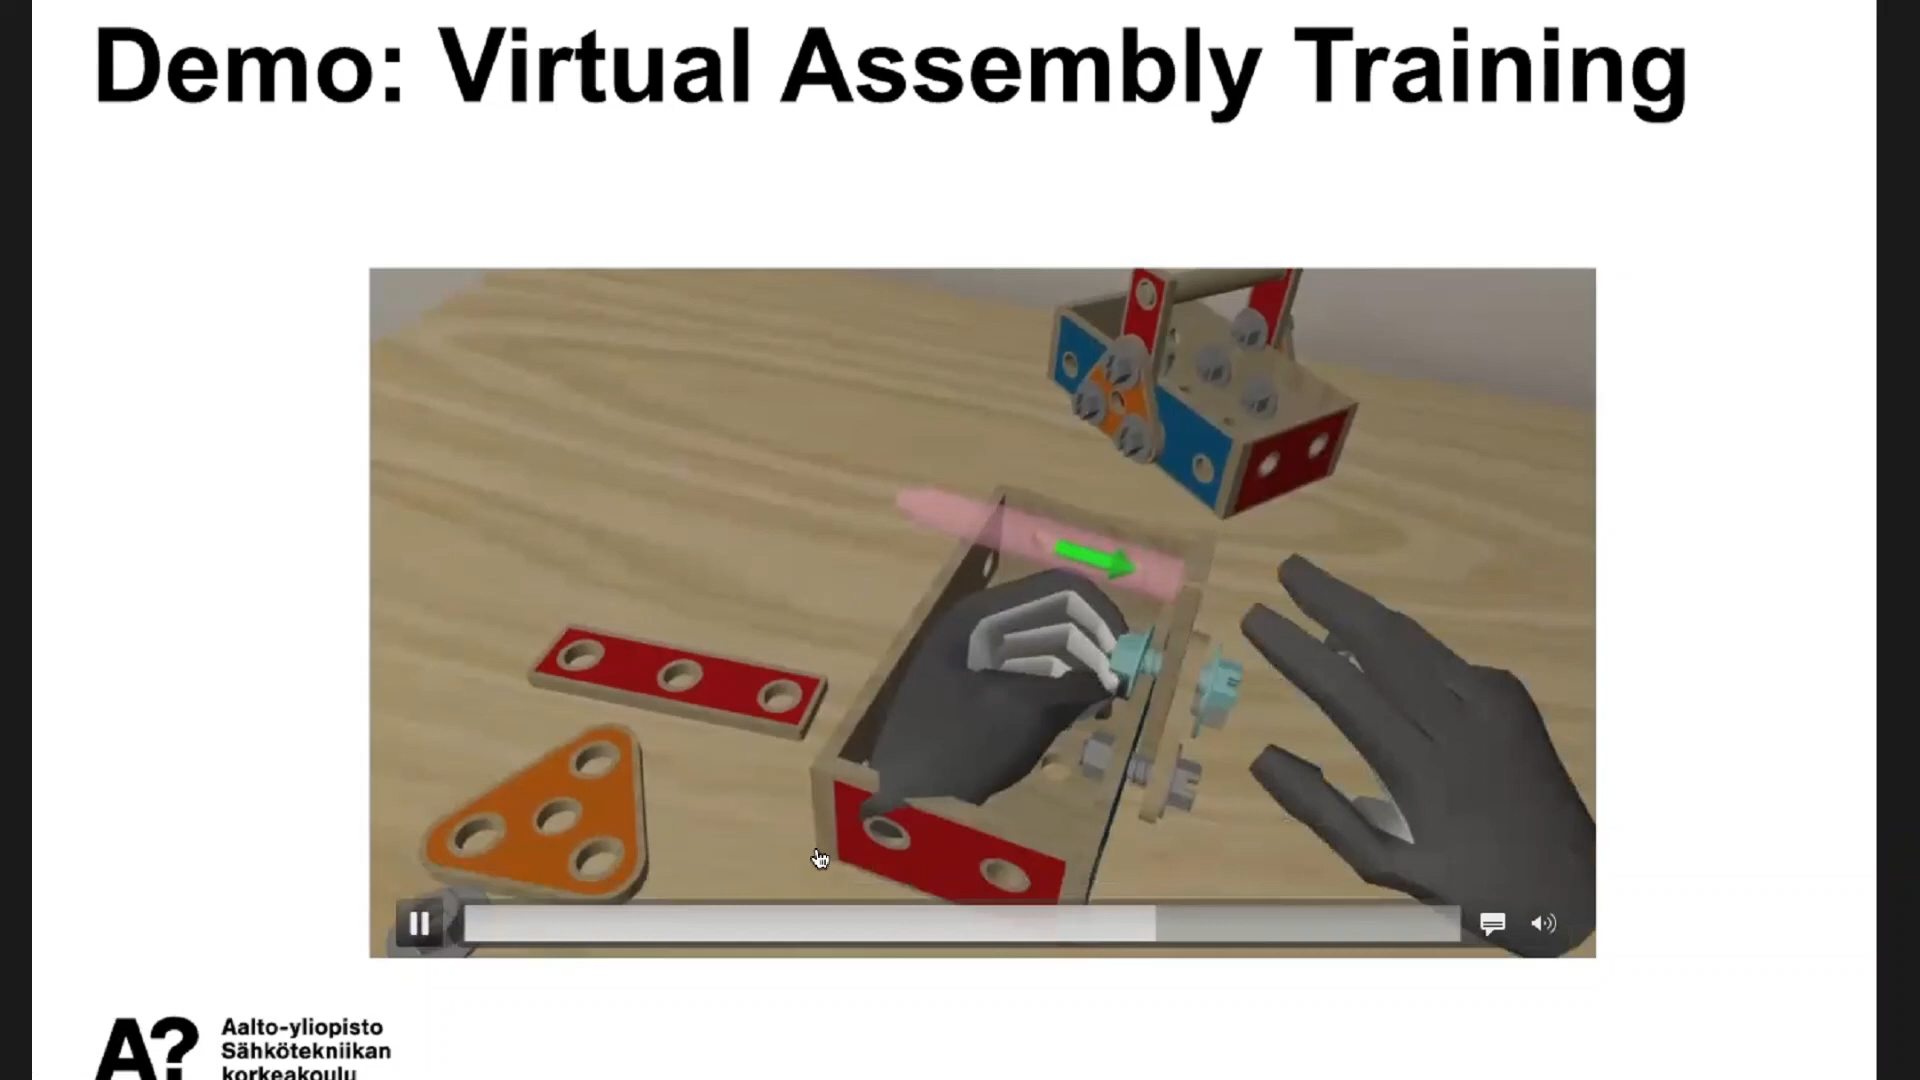 Demo: Virtual Assembly Training
A?
Aalto-yliopisto
Sähkötekniikan
korkeakoulu